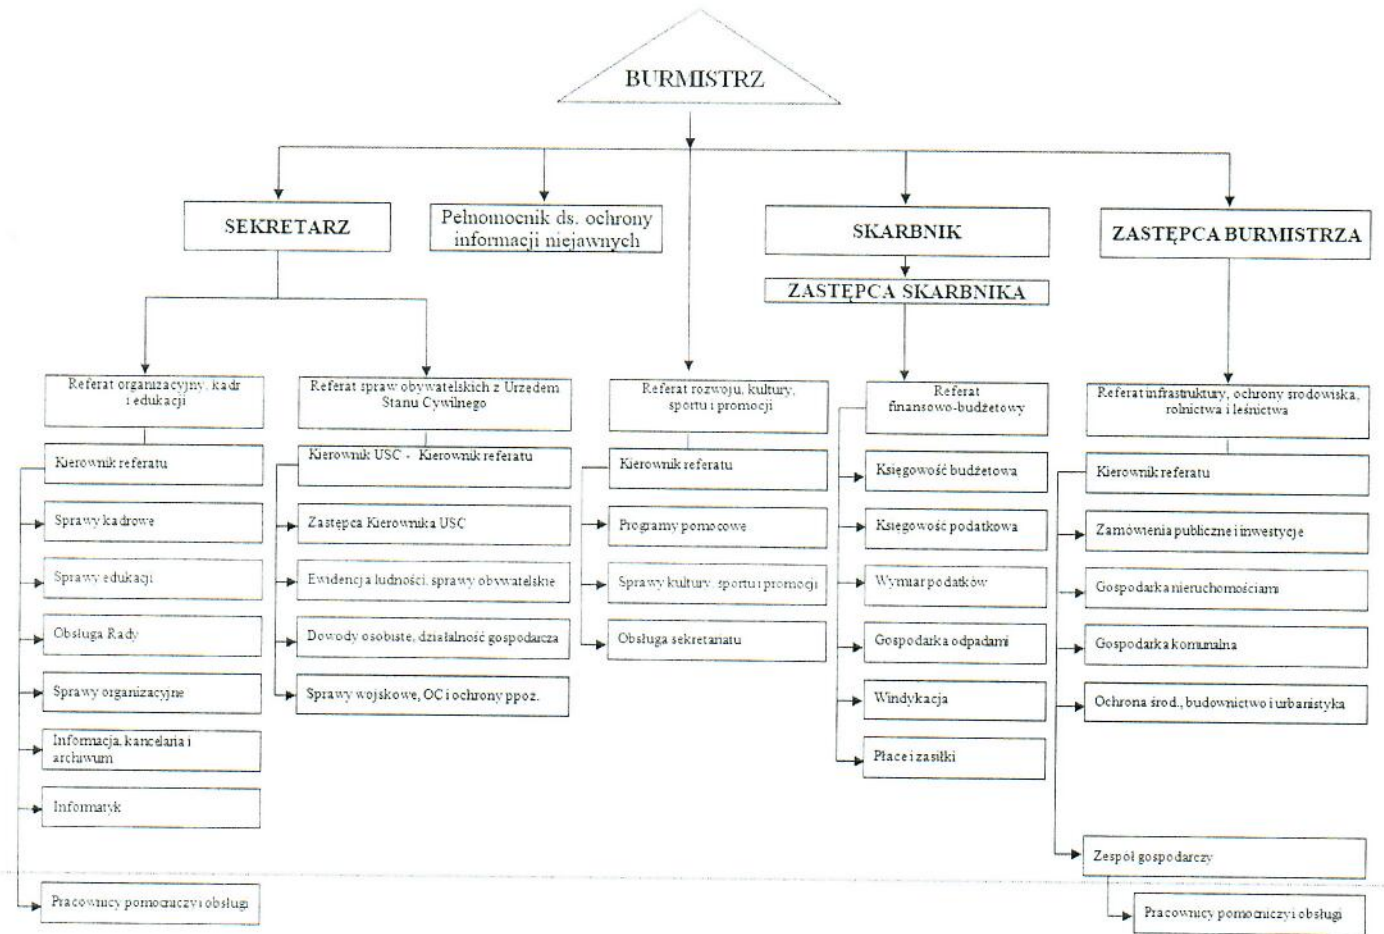 BURMISTRZ
SEKRETARZ
Pełnomocnik ds. ochrony
informacji niejawnych
SKARBNIK
ZASTĘPCA SKARBNIKA
ZASTĘPCA BURMISTRZA
Referat organizacyjny, kadr
i edukacji
Kierownik referatu
Sprawy kadrowe
Sprawy edukacji
Obsługa Rady
Sprawy organizacyjne
Informacja, kancelaria i
archiwum
Informatyk
Pracownicy pomocniczy i obsługi
Referat spraw obywatelskich z Urzedem
Stanu Cywilnego
Kierownik USC - Kierownik referatu
Zastępca Kierownika USC
Ewidencja ludności, sprawy obywatelskie
Dowody osobiste, działalność gospodarcza
Sprawy wojskowe, OC i ochrony ppoż.
Referat rozwoju, kultury,
sportu i promocji
Kierownik referatu
Programy pomocowe
Sprawy kultury, sportu i promocji
Obsługa sekretariatu
Referat
finansowo-budżetowy
Księgowość budżetowa
Księgowość podatkowa
Wymiar podatków
Gospodarka odpadami
Windykacja
Płace i zasiłki
Referat infrastruktury, ochrony środowiska,
rolnictwa i leśnictwa
Kierownik referatu
Zamówienia publiczne i inwestycje
Gospodarka nieruchomościami
Gospodarka komunalna
Ochrona środ., budownictwo i urbanistyka
Zespół gospodarczy
Pracownicy pomocniczy i obsługi